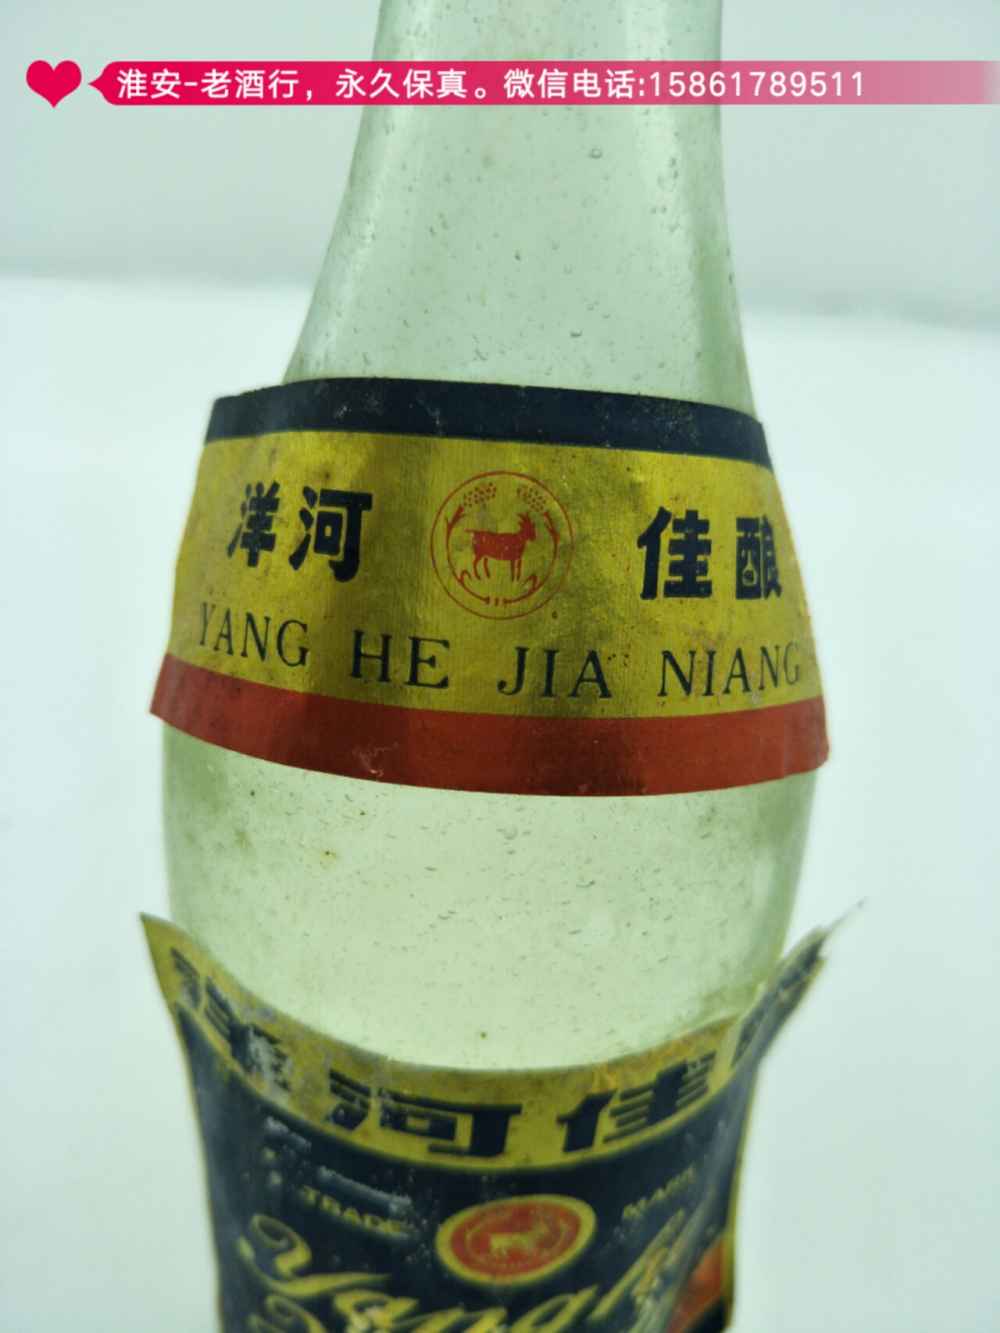 淮安-老酒行，永久保真。微信电话:15861789511
洋河 佳酿
YANG HE JIA NIANG
洋河佳
TRADE MARK